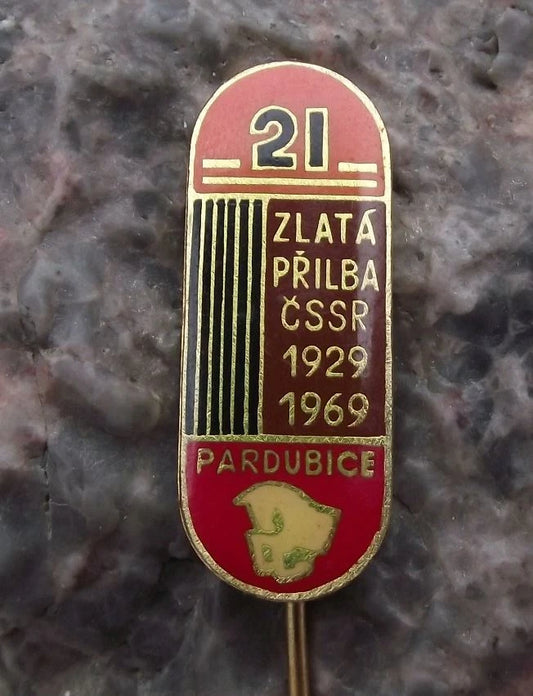 21
ZLATÁ
PŘILBA
ČSSR
1929
1969
PARDUBICE